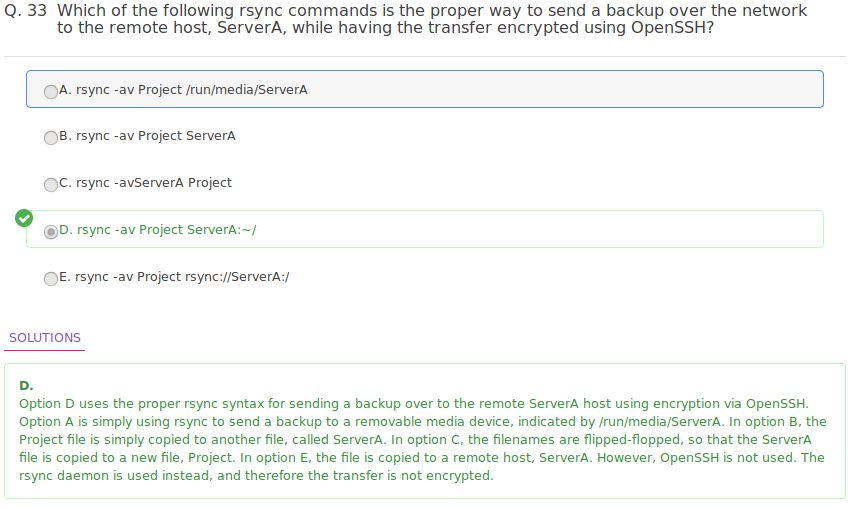 Q. 33 Which of the following rsync commands is the proper way to send a backup over the network
to the remote host, ServerA, while having the transfer encrypted using OpenSSH?
A. rsync -av Project /run/media/ServerA
B. rsync -av Project ServerA
C. rsync -avServerA Project
D. rsync -av Project ServerA:~/
E. rsync -av Project rsync://ServerA:/
SOLUTIONS
D.
Option D uses the proper rsync syntax for sending a backup over to the remote ServerA host using encryption via OpenSSH.
Option A is simply using rsync to send a backup to a removable media device, indicated by /run/media/ServerA. In option B, the
Project file is simply copied to another file, called ServerA. In option C, the filenames are flipped-flopped, so that the ServerA
file is copied to a new file, Project. In option E, the file is copied to a remote host, ServerA. However, OpenSSH is not used. The
rsync daemon is used instead, and therefore the transfer is not encrypted.